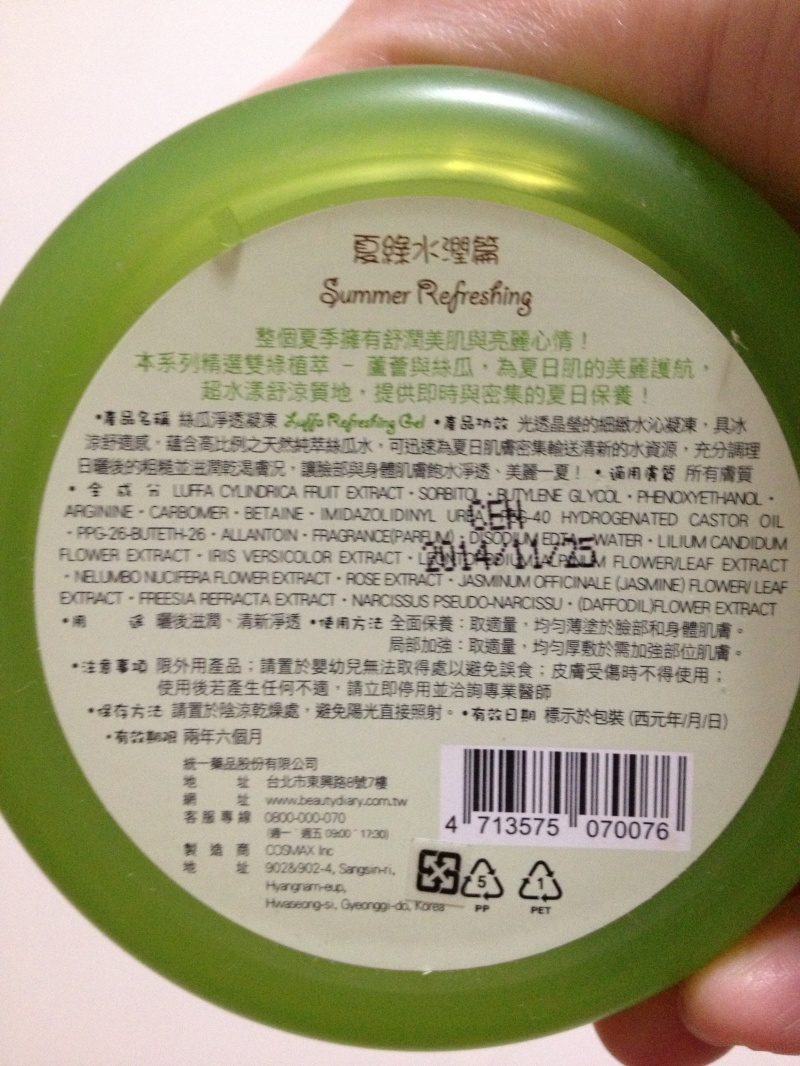 夏綠水潤篇
Summer Refreshing
整個夏季擁有舒潤美肌與亮麗心情！
本系列精選雙綠植萃 - 蘆薈與絲瓜，為夏日肌的美麗護航，
超水漾舒涼質地，提供即時與密集的夏日保養！
•產品名稱 絲瓜淨透凝凍 Luffa Refreshing Gel •產品功效 光透晶瑩的細緻水沁凝凍，具冰
涼舒適感。蘊含高比例之天然純萃絲瓜水，可迅速為夏日肌膚密集輸送清新的水資源，充分調理
日曬後的粗糙並滋潤乾渴膚況，讓臉部與身體肌膚飽水淨透、美麗一夏！ •適用膚質 所有膚質
•全成分 LUFFA CYLINDRICA FRUIT EXTRACT・SORBITOL・BUTYLENE GLYCOL・PHENOXYETHANOL・
ARGININE・CARBOMER・BETAINE・IMIDAZOLIDINYL UREA -40 HYDROGENATED CASTOR OIL
・PPG-26-BUTETH-26・ALLANTOIN・FRAGRANCE(PARFUM)・DISODIUM EDTA・WATER・LILIUM CANDIDUM
FLOWER EXTRACT・IRIS VERSICOLOR EXTRACT・ FLOWER/LEAF EXTRACT
・NELUMBO NUCIFERA FLOWER EXTRACT・ROSE EXTRACT・JASMINUM OFFICINALE (JASMINE) FLOWER/ LEAF
EXTRACT・FREESIA REFRACTA EXTRACT・NARCISSUS PSEUDO-NARCISSU・(DAFFODIL)FLOWER EXTRACT
2014/11/25
•用途 曬後滋潤、清新淨透 •使用方法 全面保養：取適量，均勻薄塗於臉部和身體肌膚。
局部加強：取適量，均勻厚敷於需加強部位肌膚。
•注意事項 限外用產品；請置於嬰幼兒無法取得處以避免誤食；皮膚受傷時不得使用；
使用後若產生任何不適，請立即停用並洽詢專業醫師
•保存方法 請置於陰涼乾燥處，避免陽光直接照射。•有效日期 標示於包裝 (西元年/月/日)
•有效期限 兩年六個月
統一藥品股份有限公司
地址 台北市東興路8號7樓
網址 www.beautydiary.com.tw
客服專線 0800-000-070
(週一~週五 09:00~17:30)
製造商 COSMAX Inc
地址 902&902-4, Sangsin-ri,
Hyangnam-eup,
Hwaseong-si, Gyeonggi-do, Korea
4 713575 070076
5
PP
1
PET